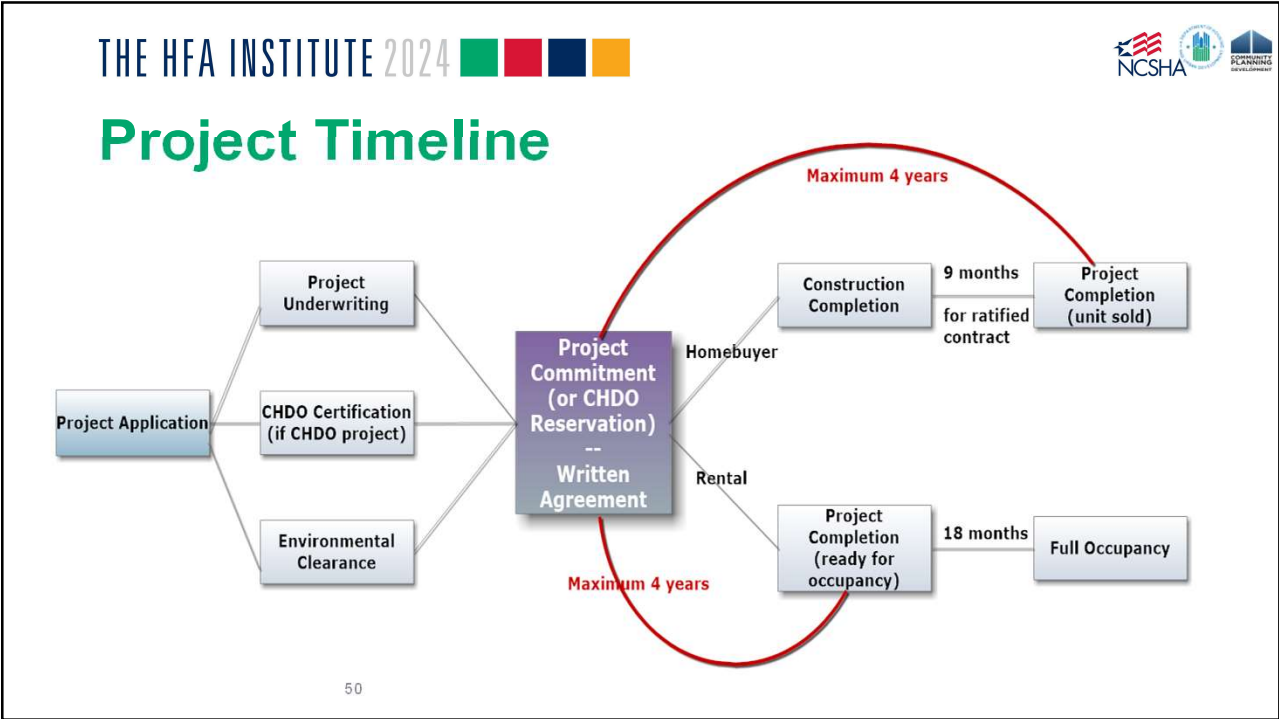 THE HFA INSTITUTE 2024
NCSHA
COMMUNITY
PLANNING
DEVELOPMENT
Project Timeline
Maximum 4 years
Project
Underwriting
Project Application
CHDO Certification
(if CHDO project)
Environmental
Clearance
Project
Commitment
(or CHDO
Reservation)
--
Written
Agreement
Homebuyer
Construction
Completion
9 months
for ratified
contract
Project
Completion
(unit sold)
Rental
Project
Completion
(ready for
occupancy)
18 months
Full Occupancy
Maximum 4 years
50